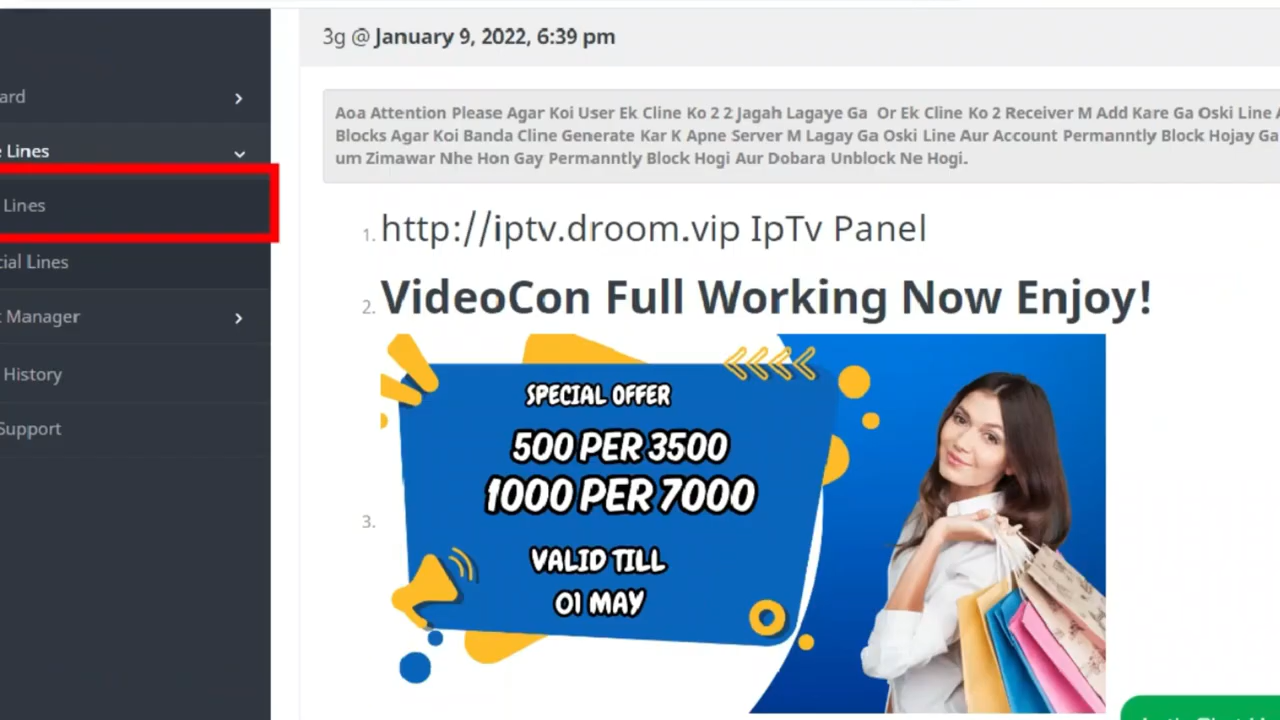 3g @ January 9, 2022, 6:39 pm
ard
Lines
Lines
ial Lines
Manager
History
Support
Aoa Attention Please Agar Koi User Ek Cline Ko 2 2 Jagah Lagaye Ga Or Ek Cline Ko 2 Receiver M Add Kare Ga Oski Line
Blocks Agar Koi Banda Cline Generate Kar K Apne Server M Lagay Ga Oski Line Aur Account Permanntly Block Hojay Ga
um Zimawar Nhe Hon Gay Permanntly Block Hogi Aur Dobara Unblock Ne Hogi.
1. http://iptv.droom.vip IpTv Panel
2. VideoCon Full Working Now Enjoy!
3.
SPECIAL OFFER
500 PER 3500
1000 PER 7000
VALID TILL
01 MAY